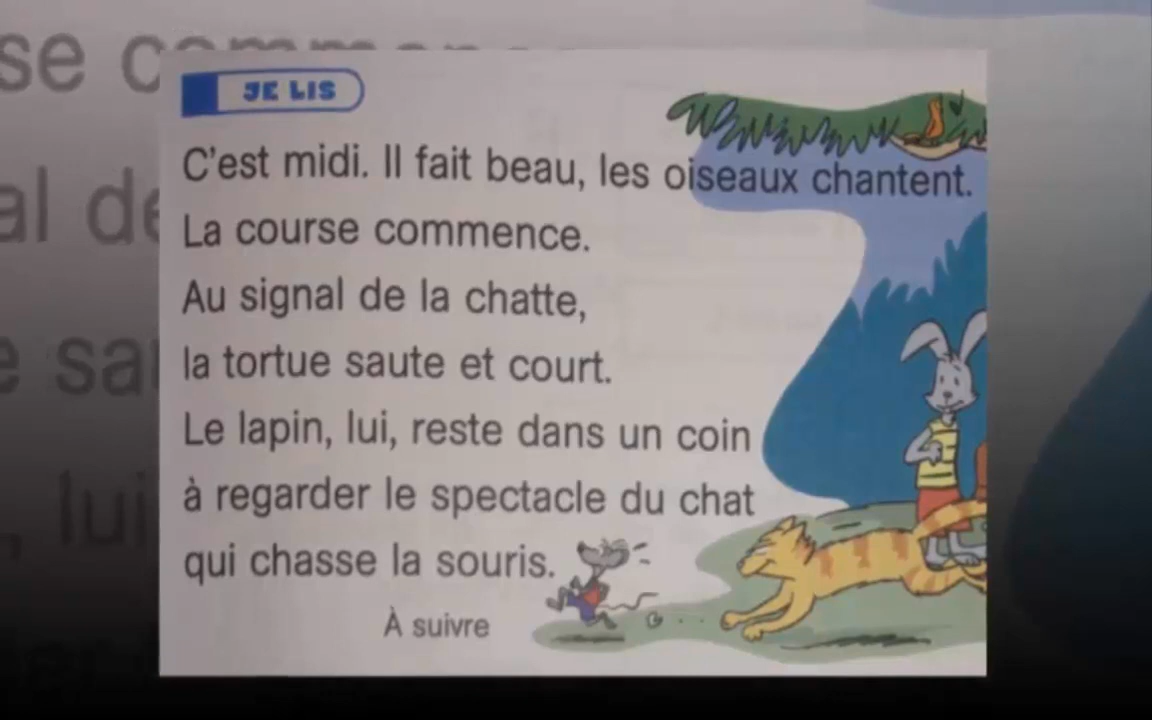 JE LIS
C'est midi. Il fait beau, les oiseaux chantent.
La course commence.
Au signal de la chatte,
la tortue saute et court.
Le lapin, lui, reste dans un coin
à regarder le spectacle du chat
qui chasse la souris.
À suivre